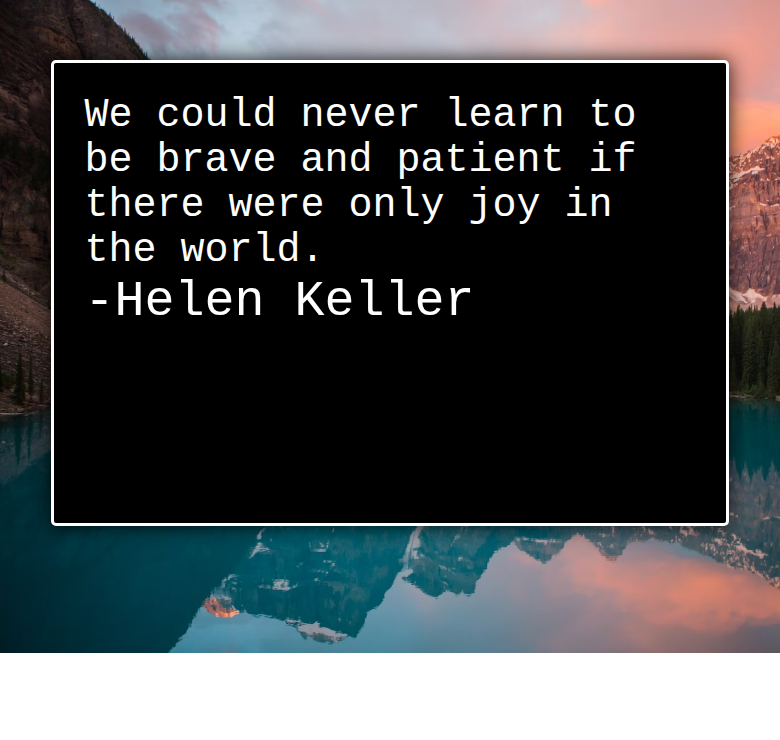 We could never learn to
be brave and patient if
there were only joy in
the world.
-Helen Keller